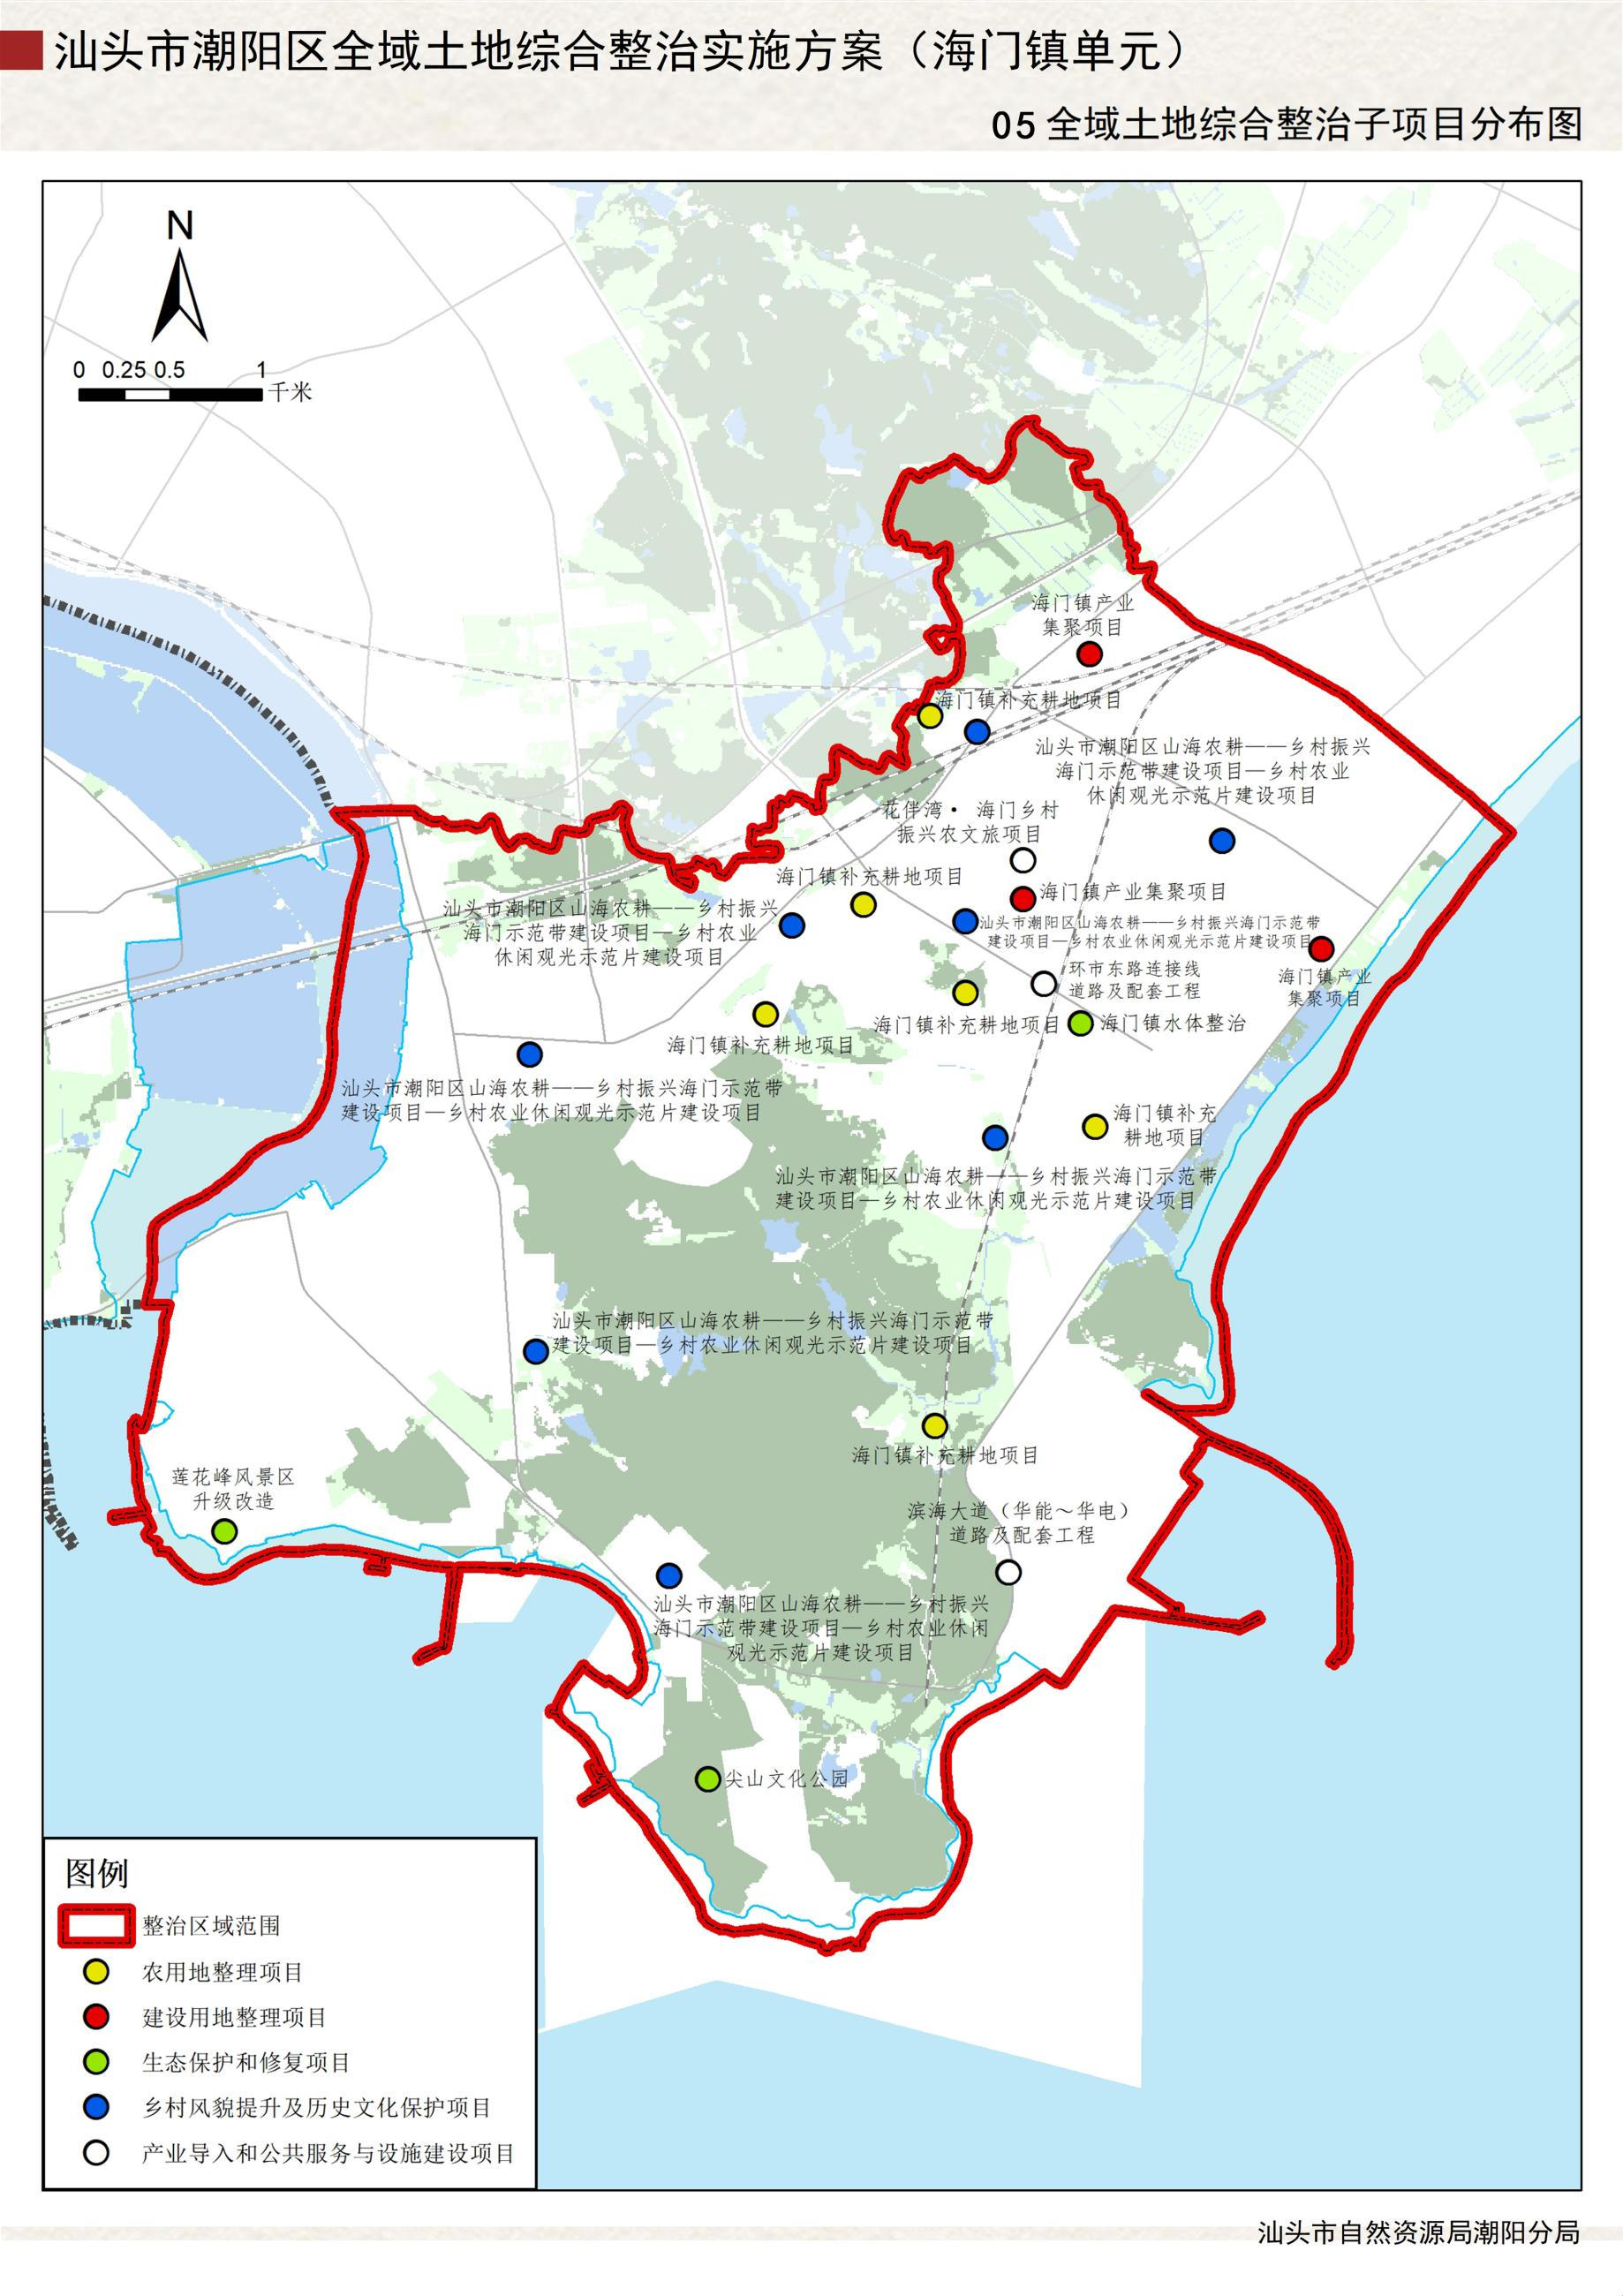 汕头市潮阳区全域土地综合整治实施方案（海门镇单元）
05 全域土地综合整治子项目分布图
N
0 0.25 0.5 1
千米
海门镇产业
集聚项目
海门镇补充耕地项目
汕头市潮阳区山海农耕——乡村振兴
海门示范带建设项目—乡村农业
休闲观光示范片建设项目
花伴湾· 海门乡村
振兴农文旅项目
海门镇补充耕地项目
海门镇产业集聚项目
汕头市潮阳区山海农耕——乡村振兴
海门示范带建设项目—乡村农业
休闲观光示范片建设项目
汕头市潮阳区山海农耕——乡村振兴海门示范带
建设项目—乡村农业休闲观光示范片建设项目
海门镇产业
集聚项目
环市东路连接线
道路及配套工程
海门镇补充耕地项目
海门镇水体整治
海门镇补充耕地项目
汕头市潮阳区山海农耕——乡村振兴海门示范带
建设项目—乡村农业休闲观光示范片建设项目
海门镇补充
耕地项目
汕头市潮阳区山海农耕——乡村振兴海门示范带
建设项目—乡村农业休闲观光示范片建设项目
汕头市潮阳区山海农耕——乡村振兴海门示范带
建设项目—乡村农业休闲观光示范片建设项目
海门镇补充耕地项目
莲花峰风景区
升级改造
滨海大道（华能～华电）
道路及配套工程
汕头市潮阳区山海农耕——乡村振兴
海门示范带建设项目—乡村农业休闲
观光示范片建设项目
尖山文化公园
图例
整治区域范围
农用地整理项目
建设用地整理项目
生态保护和修复项目
乡村风貌提升及历史文化保护项目
产业导入和公共服务与设施建设项目
汕头市自然资源局潮阳分局